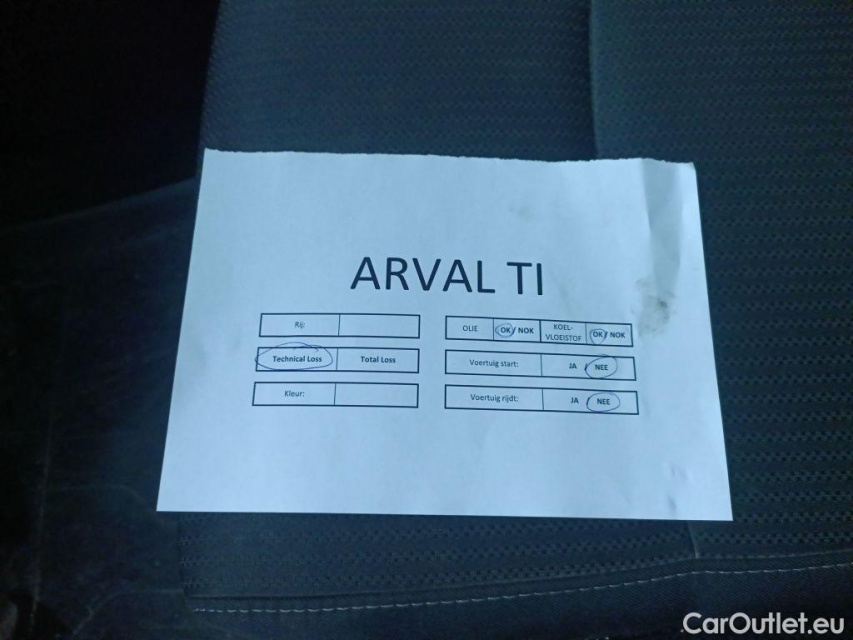 ARVAL TI
Rij:
Technical Loss Total Loss
Kleur:
OLIE OK/ NOK KOEL-VLOEISTOF OK/ NOK
Voertuig start: JA NEE
Voertuig rijdt: JA NEE
CarOutlet.eu